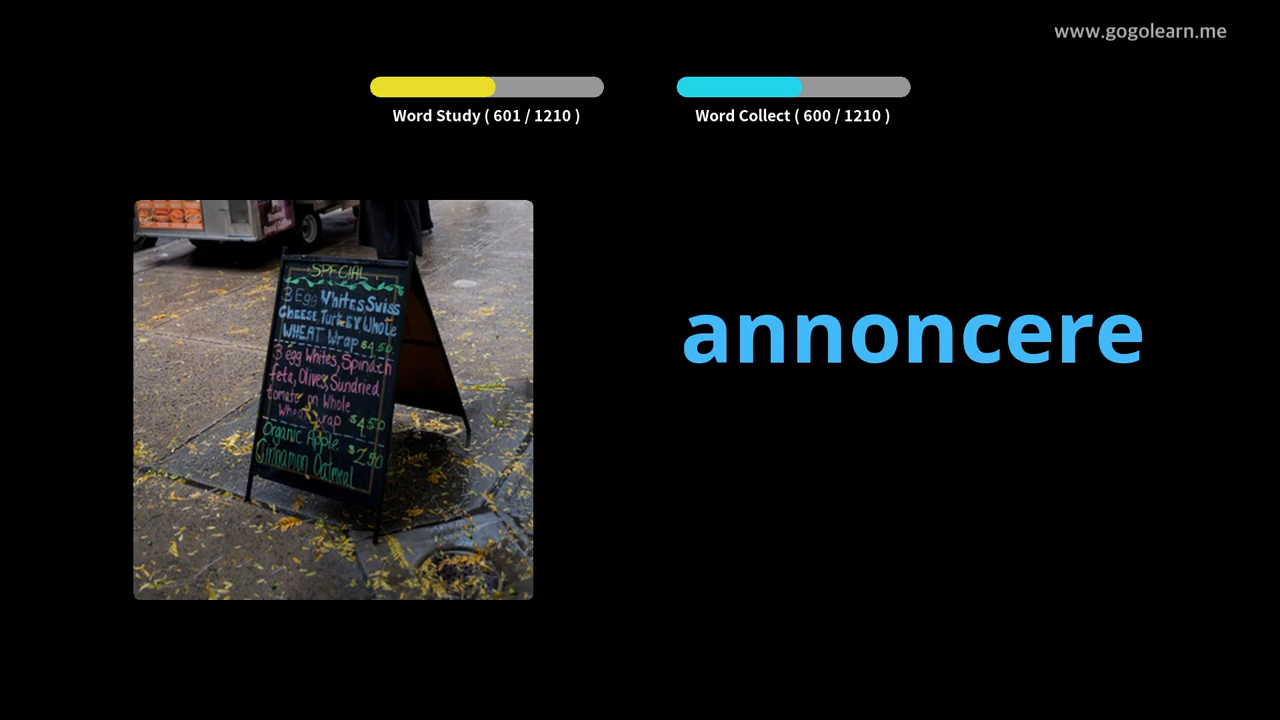 www.gogolearn.me
Word Study ( 601 / 1210 )
Word Collect ( 600 / 1210 )
annoncere
SPECIAL
3 Egg Whites, Swiss
Cheese, Turkey Whole
WHEAT Wrap $4.50
3 egg Whites, Spinach
feta, Olives, Sundried
tomato on Whole
Wheat Wrap $4.50
Organic Apple $2.50
Cinnamon Oatmeal